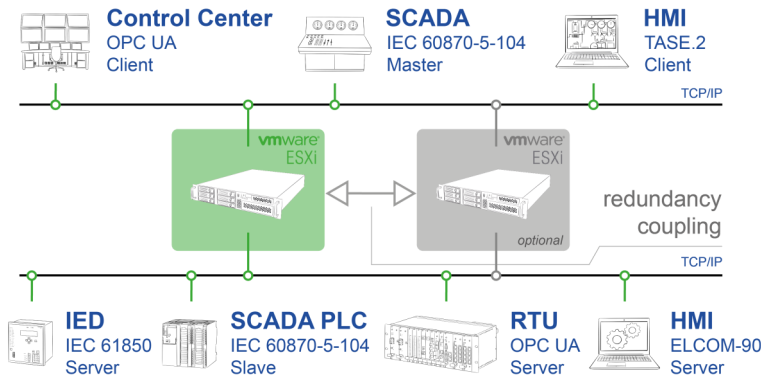 Control Center
OPC UA
Client
SCADA
IEC 60870-5-104
Master
HMI
TASE.2
Client
TCP/IP
vmware®
ESXi
vmware®
ESXi
optional
redundancy
coupling
TCP/IP
IED
IEC 61850
Server
SCADA PLC
IEC 60870-5-104
Slave
RTU
OPC UA
Server
HMI
ELCOM-90
Server